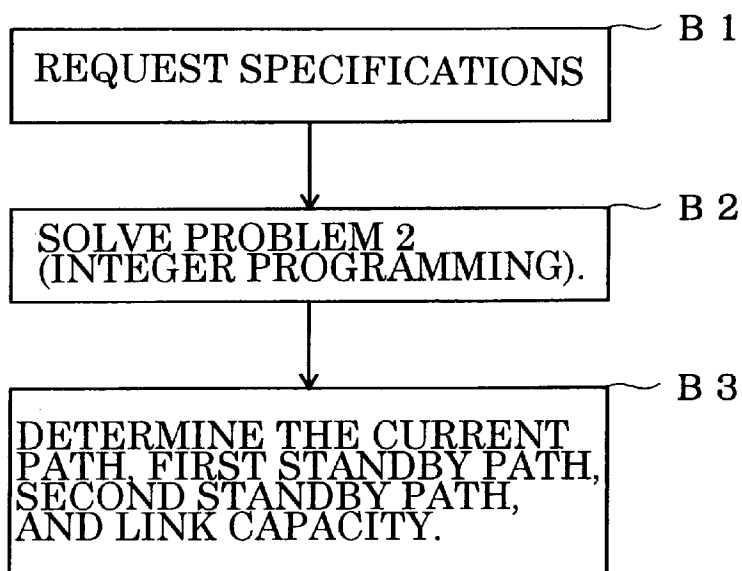 B 1
REQUEST SPECIFICATIONS
B 2
SOLVE PROBLEM 2
(INTEGER PROGRAMMING).
B 3
DETERMINE THE CURRENT
PATH, FIRST STANDBY PATH,
SECOND STANDBY PATH,
AND LINK CAPACITY.